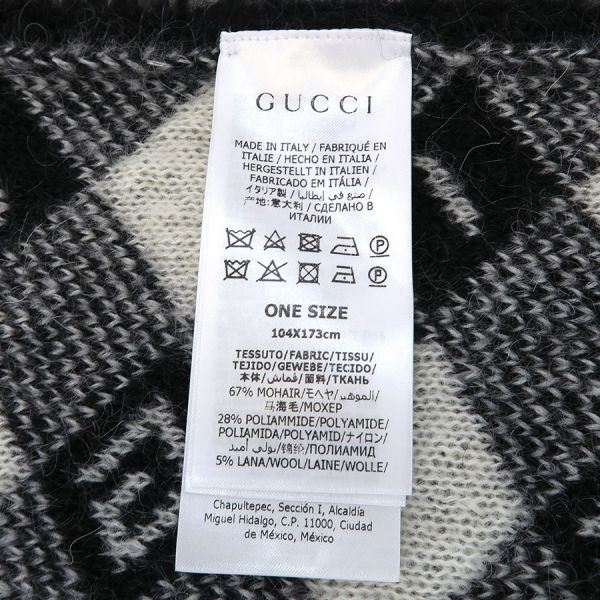 GUCCI
MADE IN ITALY / FABRIQUÉ EN
ITALIE / HECHO EN ITALIA /
HERGESTELLT IN ITALIEN /
FABRICADO EM ITÁLIA /
イタリア製 / صنع في إيطاليا /
产地:意大利 / СДЕЛАНО В
ИТАЛИИ
P
P
ONE SIZE
104X173cm
TESSUTO/FABRIC/TISSU/
TEJIDO/GEWEBE/TECIDO/
本体/قماش/面料/ТКАНЬ
67% MOHAIR/モヘヤ/الموهير/
马海毛/МОХЕР
28% POLIAMMIDE/POLYAMIDE/
POLIAMIDA/POLYAMID/ナイロン/
بولي أميد/锦纶/ПОЛИАМИД
5% LANA/WOOL/LAINE/WOLLE/
Chapultepec, Sección I, Alcaldía
Miguel Hidalgo, C.P. 11000, Ciudad
de México, México